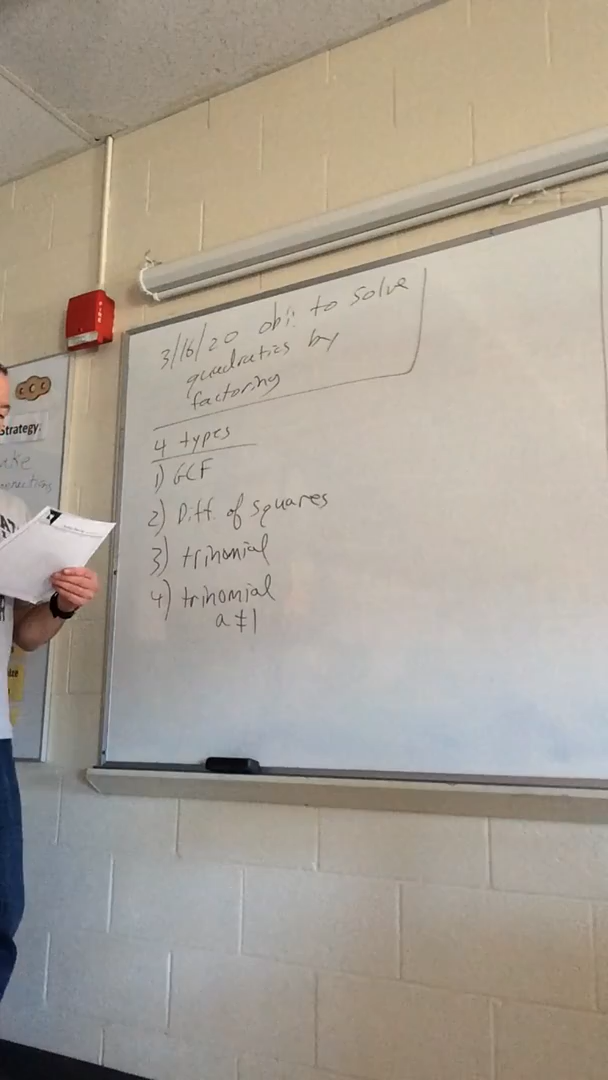 3/16/20 obj: to solve
quadratics by
factoring
4 types
1) GCF
2) Diff. of squares
3) trinomial
4) trinomial
a≠1
FIRE
Strategy: